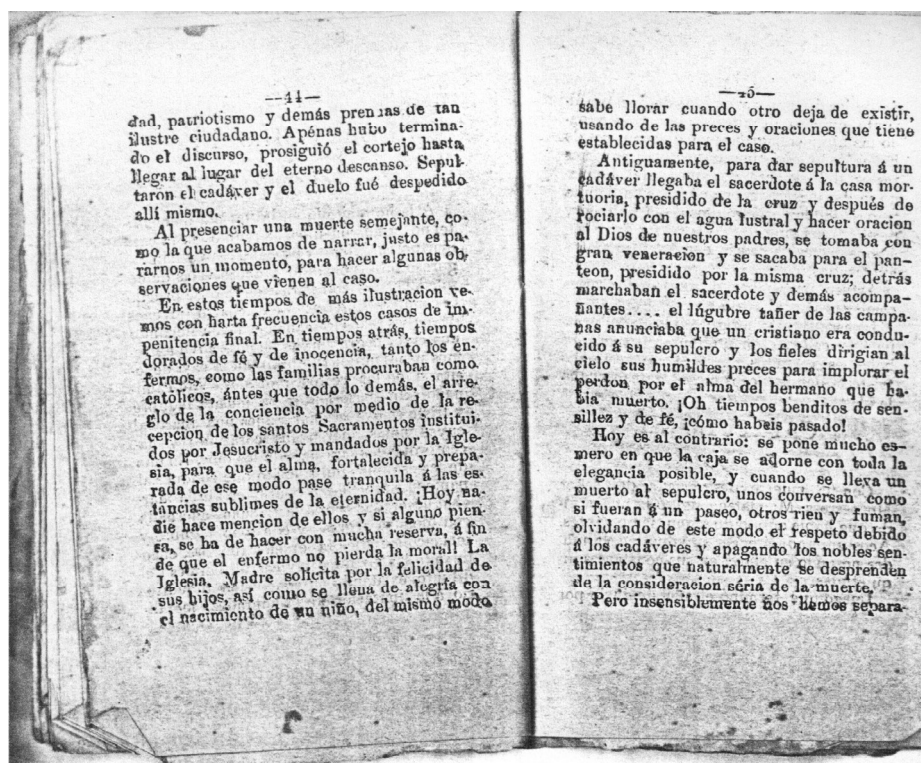 —44—
dad, patriotismo y demás prendas de tan
ilustre ciudadano. Apénas hubo termina-
do el discurso, prosiguió el cortejo hasta
llegar al lugar del eterno descanso. Sepul-
taron el cadáver y el duelo fué despedido
allí mismo.
Al presenciar una muerte semejante, co-
mo la que acabamos de narrar, justo es pa-
rarnos un momento, para hacer algunas ob-
servaciones que vienen al caso.
En estos tiempos de más ilustracion ve-
mos con harta frecuencia estos casos de im-
penitencia final. En tiempos atrás, tiempos
dorados de fé y de inocencia, tanto los en-
fermos, como las familias procuraban como
católicos, ántes que todo lo demás, el arre-
glo de la conciencia por medio de la re-
cepcion de los santos Sacramentos institui-
dos por Jesucristo y mandados por la Igle-
sia, para que el alma, fortalecida y prepa-
rada de ese modo pase tranquila á las es-
tancias sublimes de la eternidad. ¡Hoy na-
die hace mencion de ellos y si alguno pien-
sa, se ha de hacer con mucha reserva, á fin
de que el enfermo no pierda la moral! La
Iglesia, Madre solícita por la felicidad de
sus hijos, así como se llena de alegría con
el nacimiento de un niño, del mismo modo
—45—
sabe llorar cuando otro deja de existir,
usando de las preces y oraciones que tiene
establecidas para el caso.
Antiguamente, para dar sepultura á un
cadáver llegaba el sacerdote á la casa mor-
tuoria, presidido de la cruz y después de
rociarlo con el agua lustral y hacer oracion
al Dios de nuestros padres, se tomaba con
gran veneracion y se sacaba para el pan-
teon, presidido por la misma cruz; detrás
marchaban el sacerdote y demás acompa-
ñantes.... el lúgubre tañer de las campa-
nas anunciaba que un cristiano era condu-
cido á su sepulcro y los fieles dirigian al
cielo sus humildes preces para implorar el
perdon por el alma del hermano que ha-
bia muerto. ¡Oh tiempos benditos de sen-
sillez y de fé, ¡cómo habeis pasado!
Hoy es al contrario: se pone mucho es-
mero en que la caja se adorne con toda la
elegancia posible, y cuando se lleva un
muerto al sepulcro, unos conversan como
si fueran á un paseo, otros rien y fuman,
olvidando de este modo el respeto debido
á los cadáveres y apagando los nobles sen-
timientos que naturalmente se desprenden
de la consideracion séria de la muerte.
Pero insensiblemente nos hemos separa-